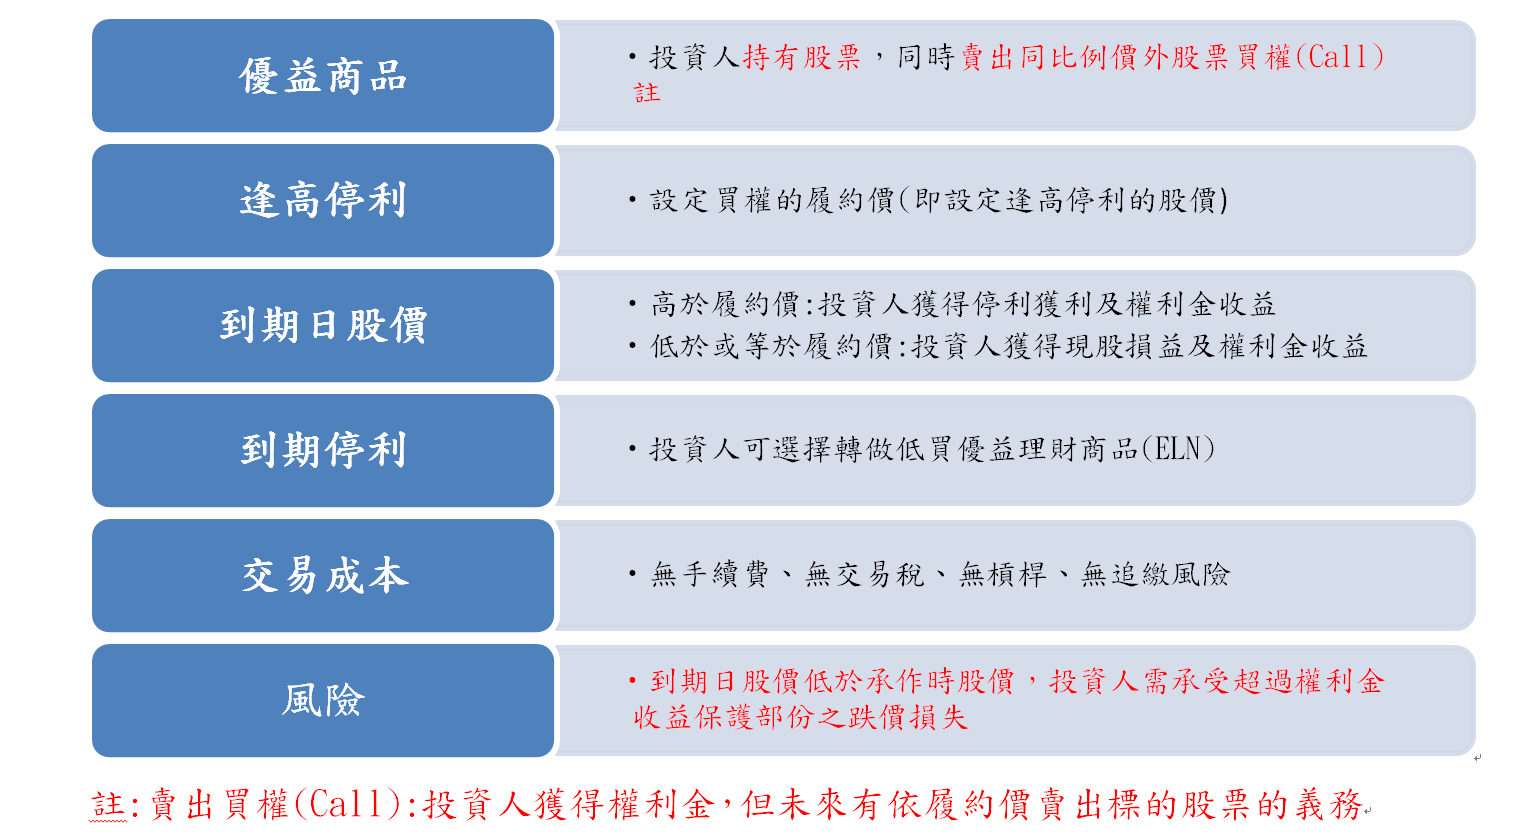 優益商品
•投資人持有股票，同時賣出同比例價外股票買權(Call)
註
逢高停利
•設定買權的履約價(即設定逢高停利的股價)
到期日股價
•高於履約價:投資人獲得停利獲利及權利金收益
•低於或等於履約價:投資人獲得現股損益及權利金收益
到期停利
•投資人可選擇轉做低買優益理財商品(ELN)
交易成本
•無手續費、無交易稅、無槓桿、無追繳風險
風險
•到期日股價低於承作時股價，投資人需承受超過權利金
收益保護部份之跌價損失
註:賣出買權(Call):投資人獲得權利金，但未來有依履約價賣出標的股票的義務